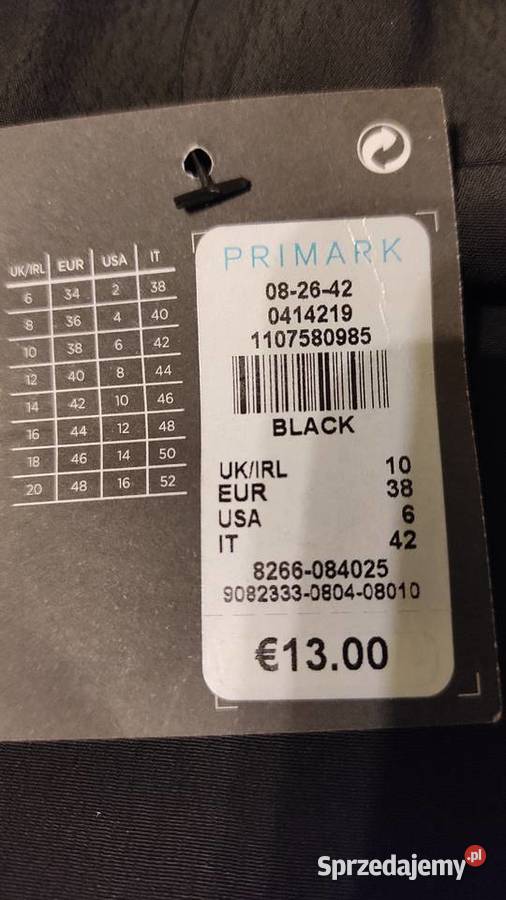 UK/IRL EUR USA IT
6 34 2 38
8 36 4 40
10 38 6 42
12 40 8 44
14 42 10 46
16 44 12 48
18 46 14 50
20 48 16 52
PRIMARK
08-26-42
0414219
1107580985
BLACK
UK/IRL 10
EUR 38
USA 6
IT 42
8266-084025
9082333-0804-08010
€13.00
Sprzedajemy.pl